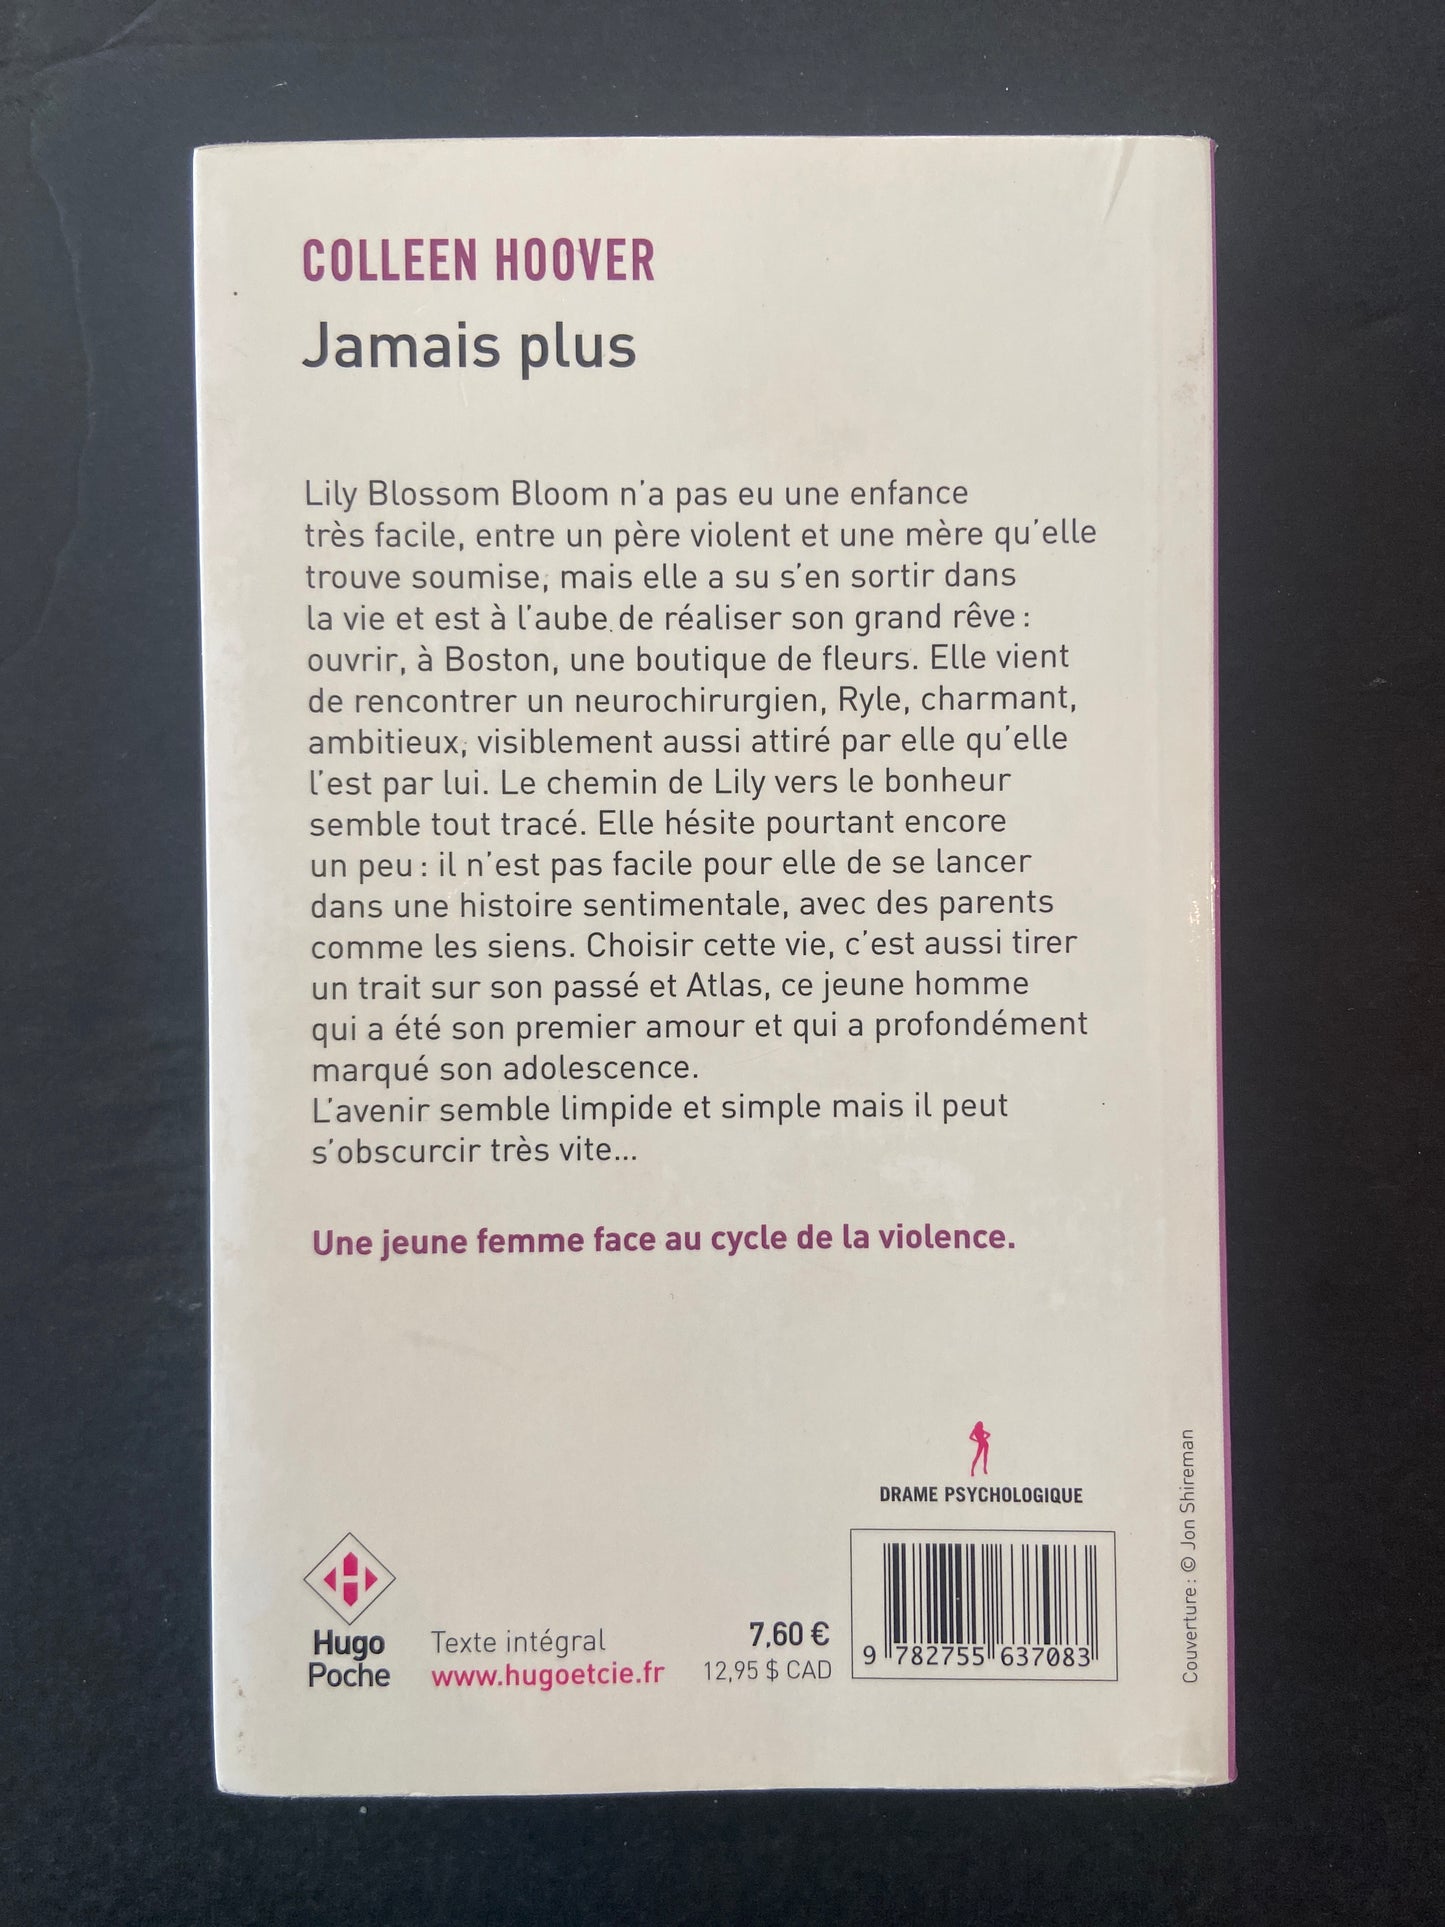 COLLEEN HOOVER
Jamais plus
Lily Blossom Bloom n'a pas eu une enfance
très facile, entre un père violent et une mère qu'elle
trouve soumise, mais elle a su s'en sortir dans
la vie et est à l'aube de réaliser son grand rêve :
ouvrir, à Boston, une boutique de fleurs. Elle vient
de rencontrer un neurochirurgien, Ryle, charmant,
ambitieux, visiblement aussi attiré par elle qu'elle
l'est par lui. Le chemin de Lily vers le bonheur
semble tout tracé. Elle hésite pourtant encore
un peu : il n'est pas facile pour elle de se lancer
dans une histoire sentimentale, avec des parents
comme les siens. Choisir cette vie, c'est aussi tirer
un trait sur son passé et Atlas, ce jeune homme
qui a été son premier amour et qui a profondément
marqué son adolescence.
L'avenir semble limpide et simple mais il peut
s'obscurcir très vite...
Une jeune femme face au cycle de la violence.
DRAME PSYCHOLOGIQUE
Hugo
Poche
Texte intégral
www.hugoetcie.fr
7,60 €
12,95 $ CAD
9 782755 637083
Couverture : © Jon Shireman